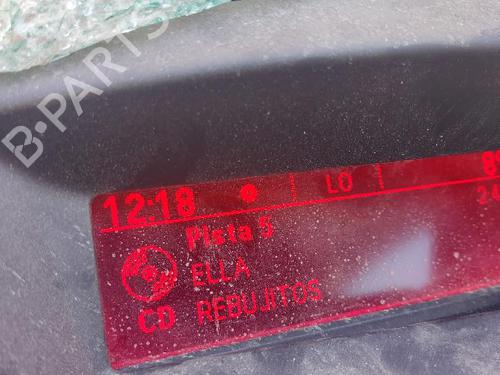 B-PARTS
12:18 LO
Pista 5
ELLA
CD REBUJITOS